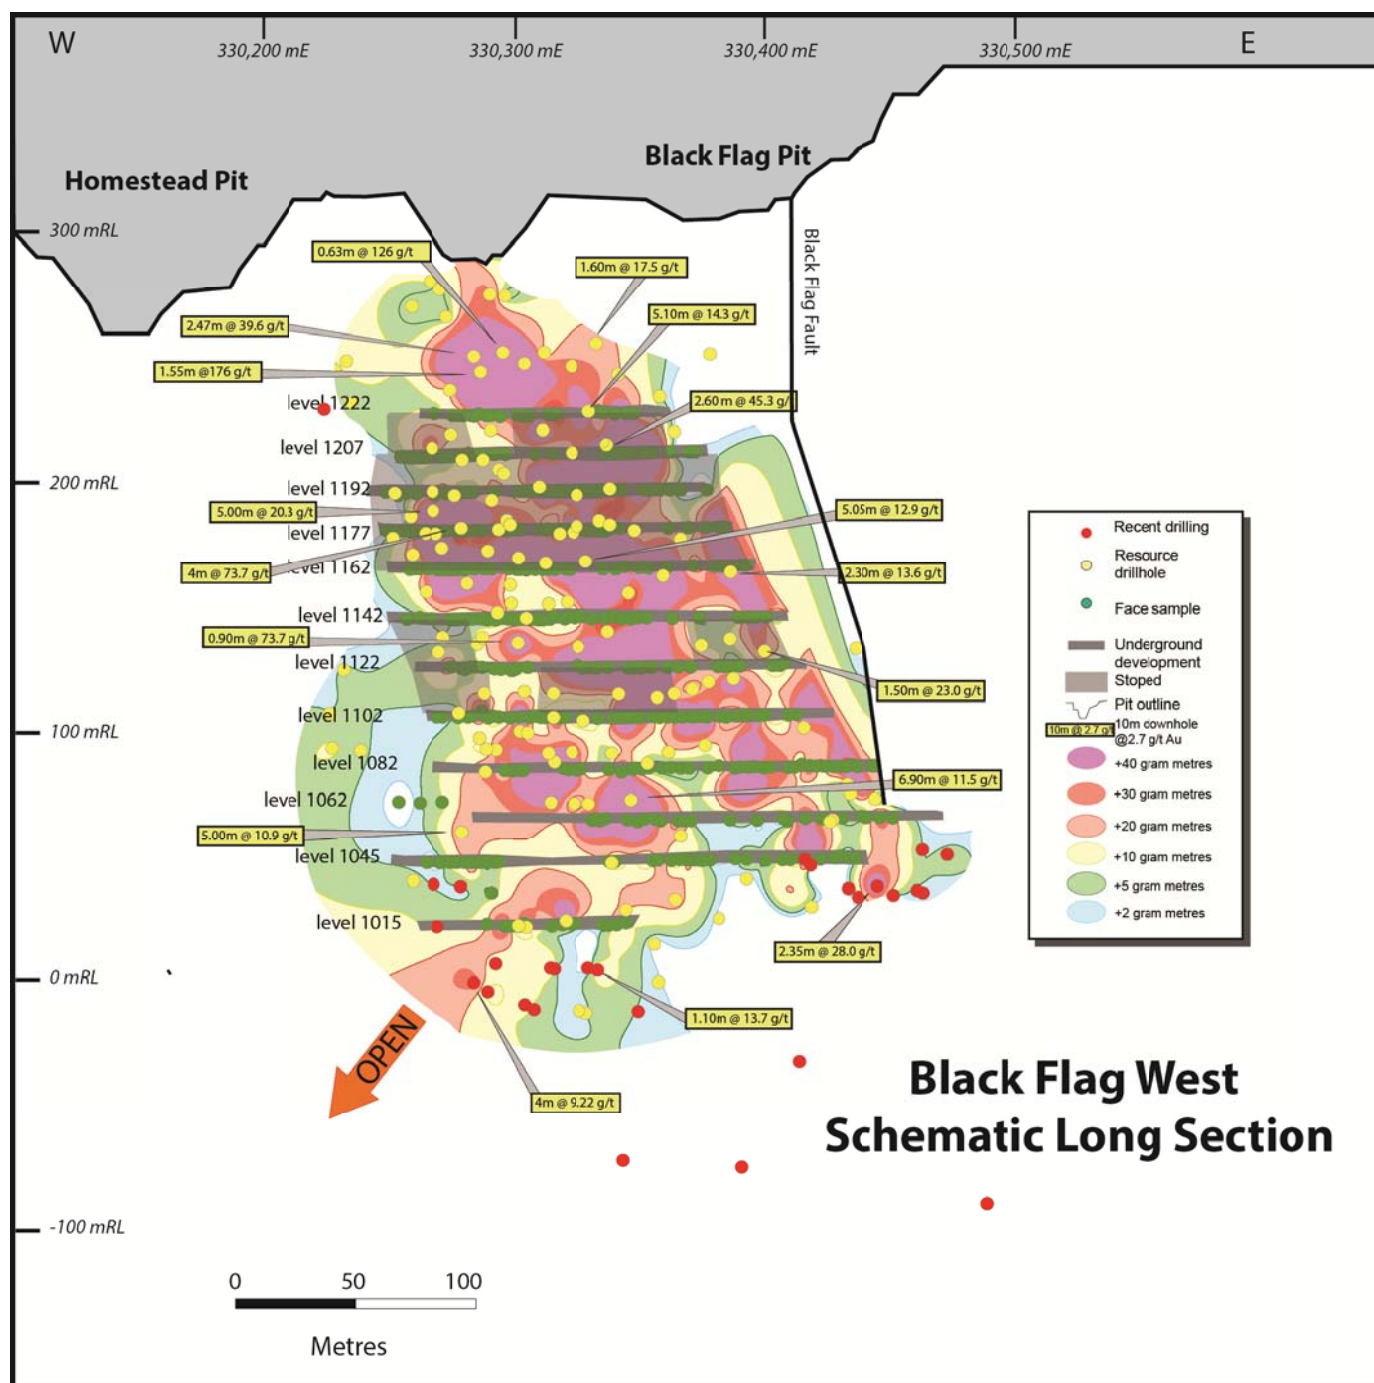 W
330,200 mE
330,300 mE
330,400 mE
330,500 mE
E
Black Flag Pit
Homestead Pit
300 mRL
0.63m @ 126 g/t
1.60m @ 17.5 g/t
Black Flag Fault
2.47m @ 39.6 g/t
5.10m @ 14.3 g/t
1.55m @176 g/t
level 1222
2.60m @ 45.3 g/t
level 1207
200 mRL
level 1192
5.00m @ 20.3 g/t
5.05m @ 12.9 g/t
level 1177
4m @ 73.7 g/t
level 1162
2.30m @ 13.6 g/t
level 1142
0.90m @ 73.7 g/t
level 1122
1.50m @ 23.0 g/t
level 1102
100 mRL
level 1082
6.90m @ 11.5 g/t
level 1062
5.00m @ 10.9 g/t
level 1045
level 1015
2.35m @ 28.0 g/t
0 mRL
1.10m @ 13.7 g/t
OPEN
4m @ 9.22 g/t
Recent drilling
Resource
drillhole
Face sample
Underground
development
Stoped
Pit outline
10m @ 2.7 g/t
10m cownhole
@2.7 g/t Au
+40 gram metres
+30 gram metres
+20 gram metres
+10 gram metres
+5 gram metres
+2 gram metres
Black Flag West
Schematic Long Section
-100 mRL
0 50 100
Metres